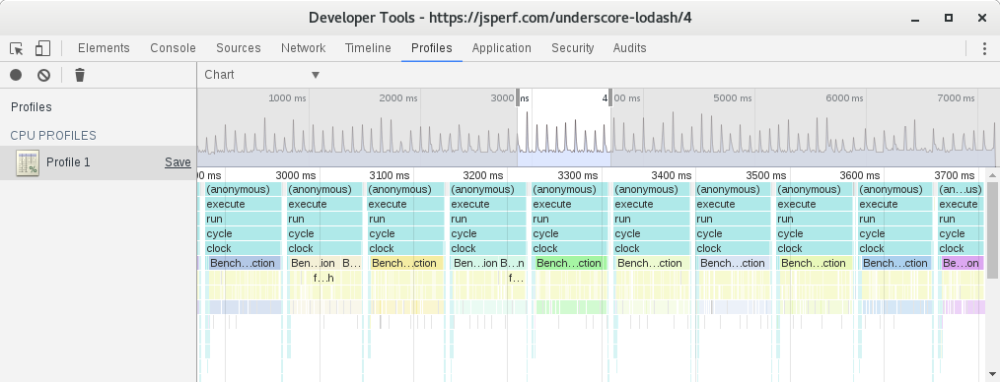 Developer Tools - https://jsperf.com/underscore-lodash/4
Elements Console Sources Network Timeline Profiles Application Security Audits
Chart ▼
Profiles
CPU PROFILES
Profile 1 Save
%
1000 ms 2000 ms 3000 ms 4 00 ms 5000 ms 6000 ms 7000 ms
00 ms 3000 ms 3100 ms 3200 ms 3300 ms 3400 ms 3500 ms 3600 ms 3700 ms
(anonymous) (anonymous) (anonymous) (anonymous) (anonymous) (anonymous) (anonymous) (anonymous) (anonymous) (an…us)
execute execute execute execute execute execute execute execute execute execute
run run run run run run run run run run
cycle cycle cycle cycle cycle cycle cycle cycle cycle cycle
clock clock clock clock clock clock clock clock clock clock
Bench…ction Ben…ion B… Bench…ction Ben…ion B…n Bench…ction Bench…ction Bench…ction Bench…ction Bench…ction Be…on
f…h f…